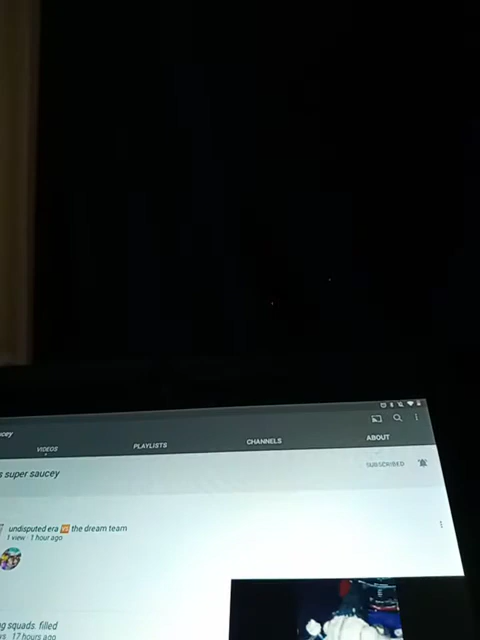 ucey
VIDEOS PLAYLISTS CHANNELS ABOUT
s super saucey
SUBSCRIBED
undisputed era 🆚 the dream team
1 view · 1 hour ago
g squads. filled
ws · 17 hours ago